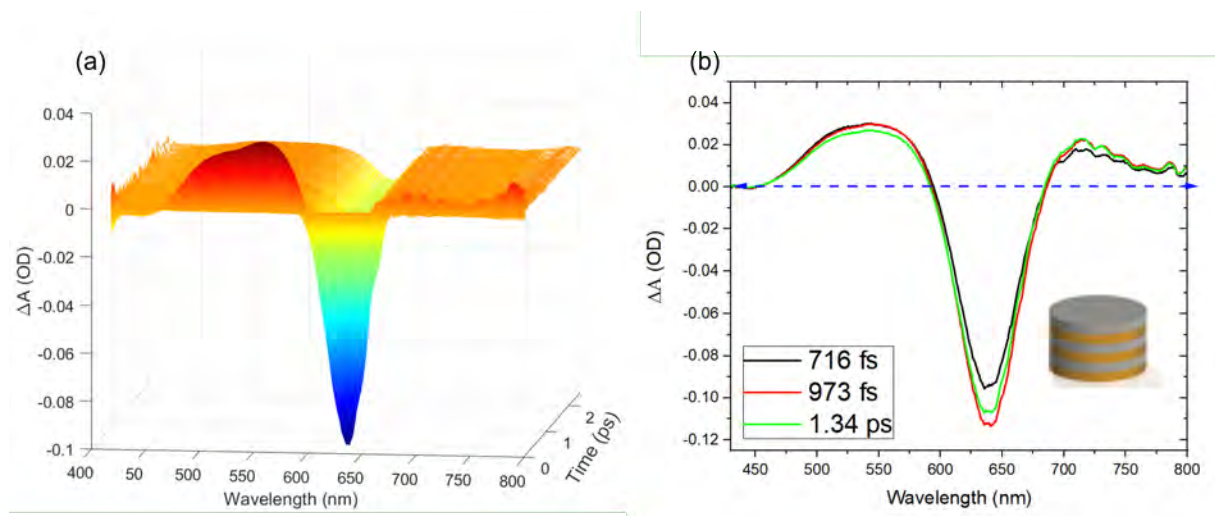 (a)
0.04
0.02
0
-0.02
-0.04
-0.06
-0.08
-0.1
ΔA (OD)
400 450 500 550 600 650 700 750 800
Wavelength (nm)
0 1 2
Time (ps)
(b)
0.04
0.02
0.00
-0.02
-0.04
-0.06
-0.08
-0.10
-0.12
ΔA (OD)
716 fs
973 fs
1.34 ps
450 500 550 600 650 700 750 800
Wavelength (nm)